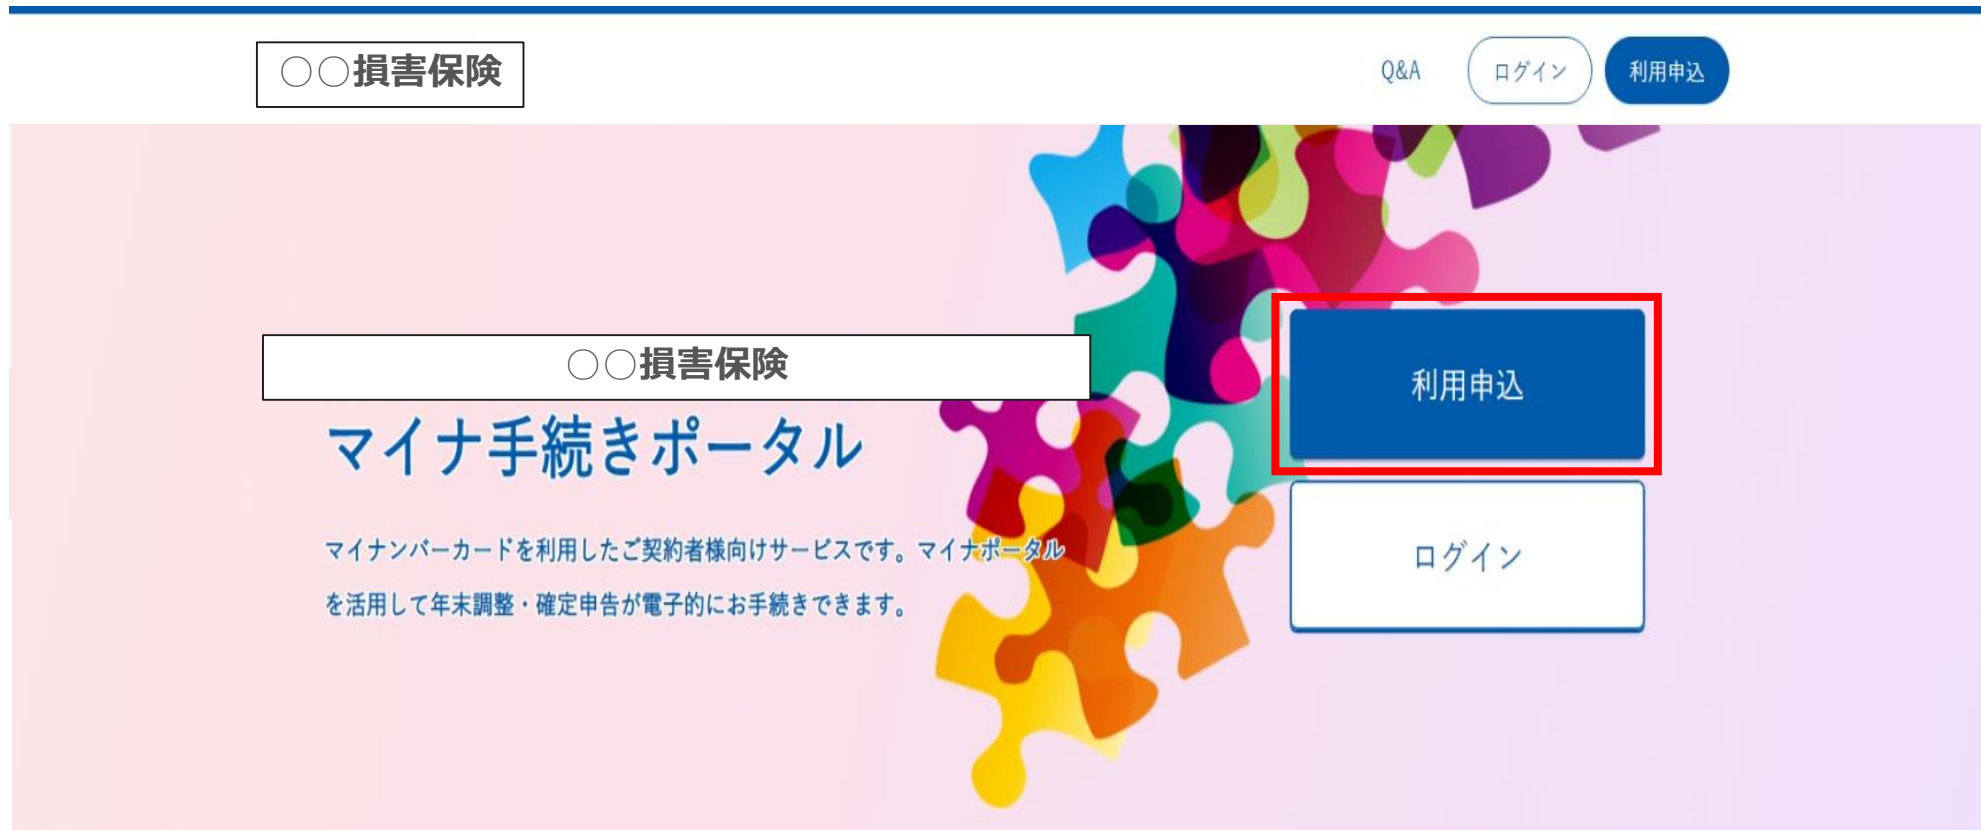 ○○損害保険
Q&A
ログイン
利用申込
○○損害保険
マイナ手続きポータル
マイナンバーカードを利用したご契約者様向けサービスです。マイナポータル
を活用して年末調整・確定申告が電子的にお手続きできます。
利用申込
ログイン